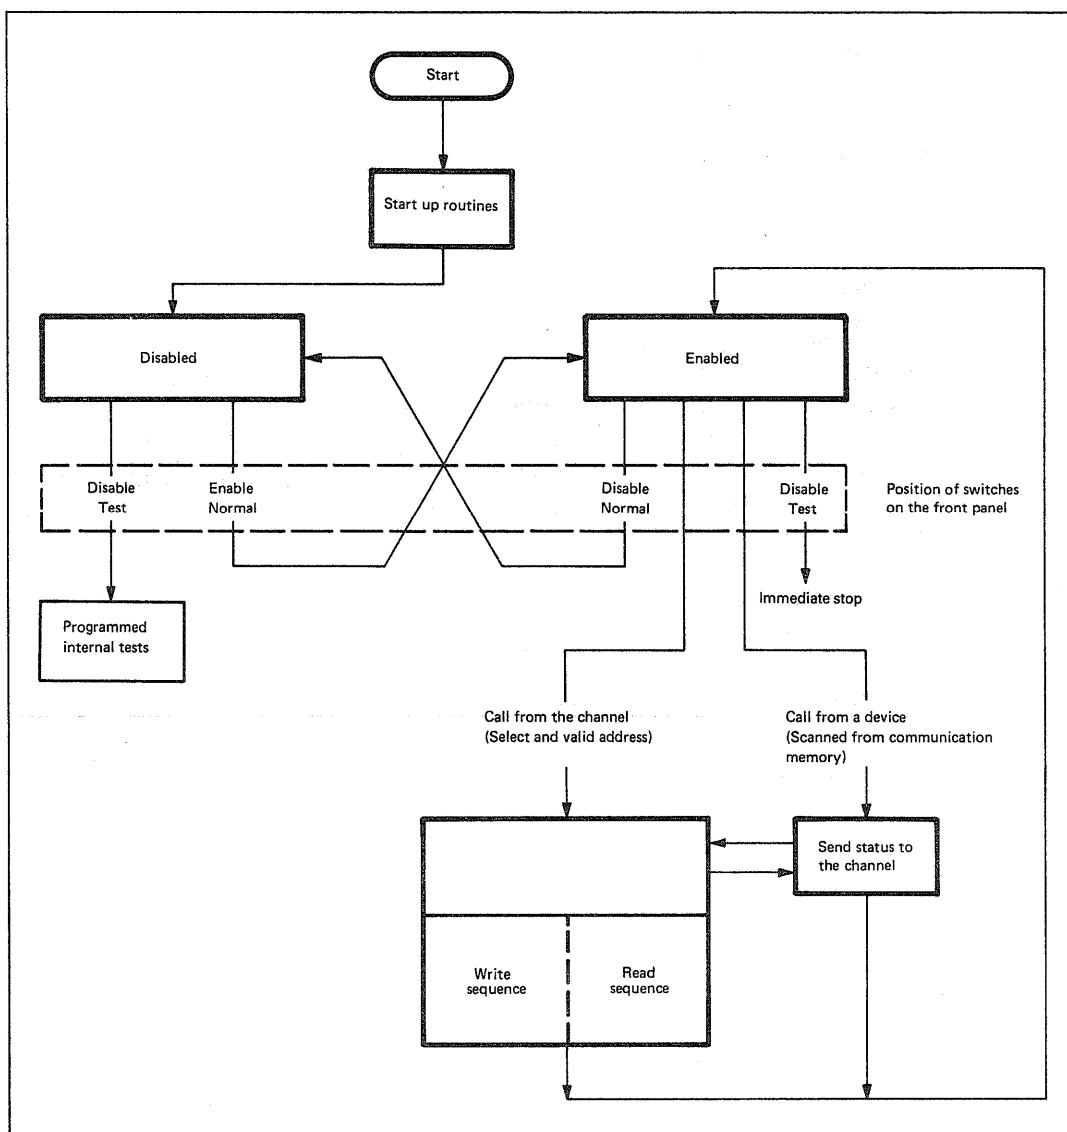 Start
Start up routines
Disabled
Enabled
Disable
Test
Enable
Normal
Disable
Normal
Disable
Test
Position of switches
on the front panel
Immediate stop
Programmed
internal tests
Call from the channel
(Select and valid address)
Call from a device
(Scanned from communication
memory)
Send status to
the channel
Write
sequence
Read
sequence